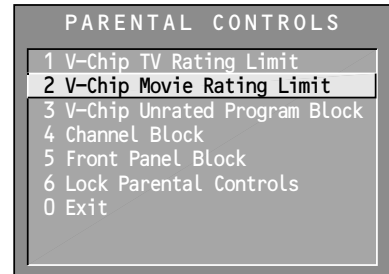 PARENTAL CONTROLS
1 V-Chip TV Rating Limit
2 V-Chip Movie Rating Limit
3 V-Chip Unrated Program Block
4 Channel Block
5 Front Panel Block
6 Lock Parental Controls
0 Exit